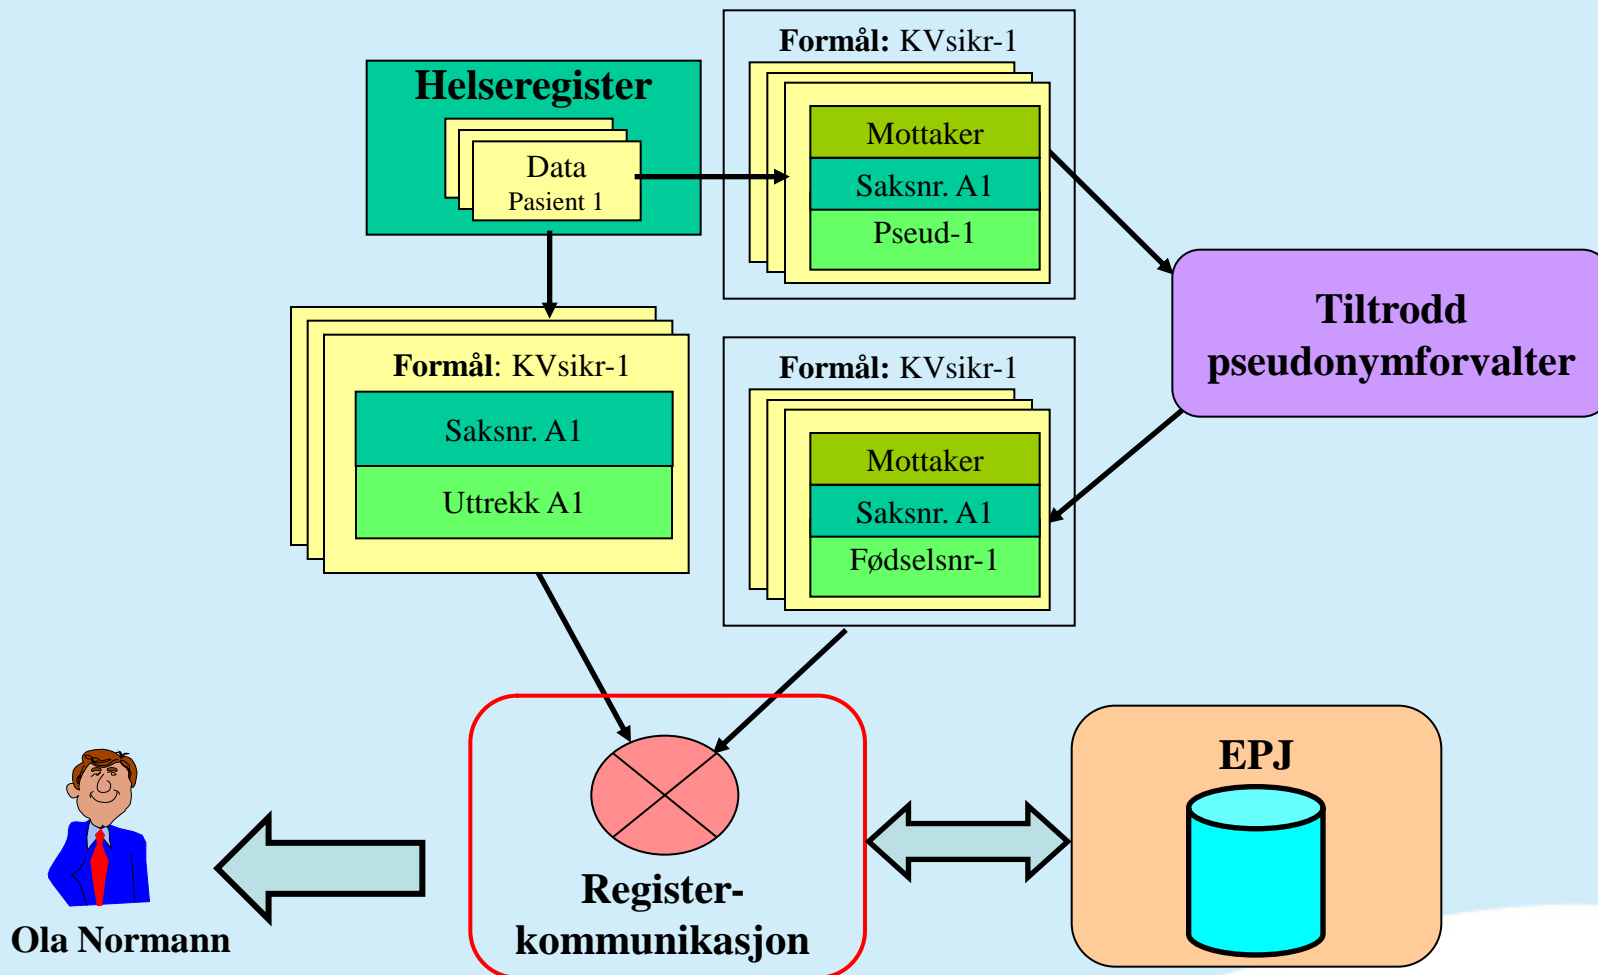 Formål: KVsikr-1
Helseregister
Mottaker
Data
Saksnr. A1
Pasient 1
Pseud-1
Tiltrodd
pseudonymforvalter
Formål: KVsikr-1
Saksnr. A1
Uttrekk A1
Formål: KVsikr-1
Mottaker
Saksnr. A1
Fødselsnr-1
EPJ
Register-
kommunikasjon
Ola Normann